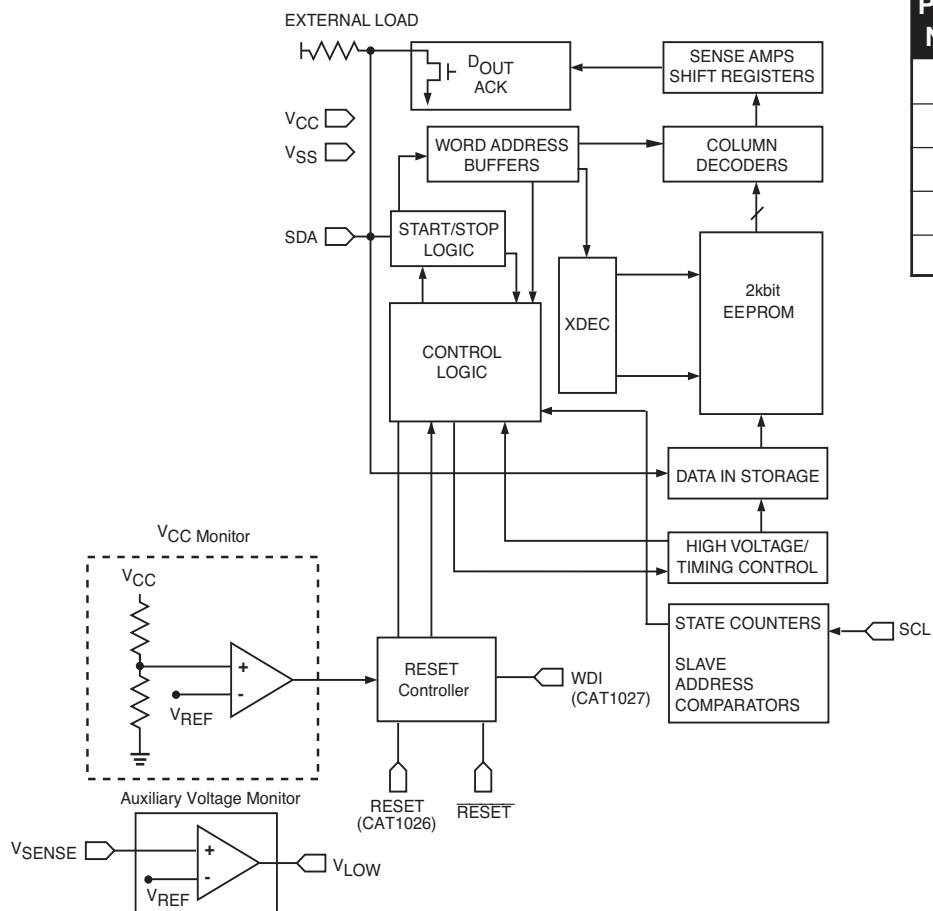 EXTERNAL LOAD
DOUT
ACK
SENSE AMPS
SHIFT REGISTERS
VCC
VSS
WORD ADDRESS
BUFFERS
COLUMN
DECODERS
SDA
START/STOP
LOGIC
2kbit
EEPROM
XDEC
CONTROL
LOGIC
DATA IN STORAGE
VCC Monitor
HIGH VOLTAGE/
TIMING CONTROL
VCC
STATE COUNTERS
SCL
SLAVE
ADDRESS
COMPARATORS
+
-
VREF
RESET
Controller
WDI
(CAT1027)
RESET
(CAT1026)
RESET
Auxiliary Voltage Monitor
VSENSE
+
-
VREF
VLOW